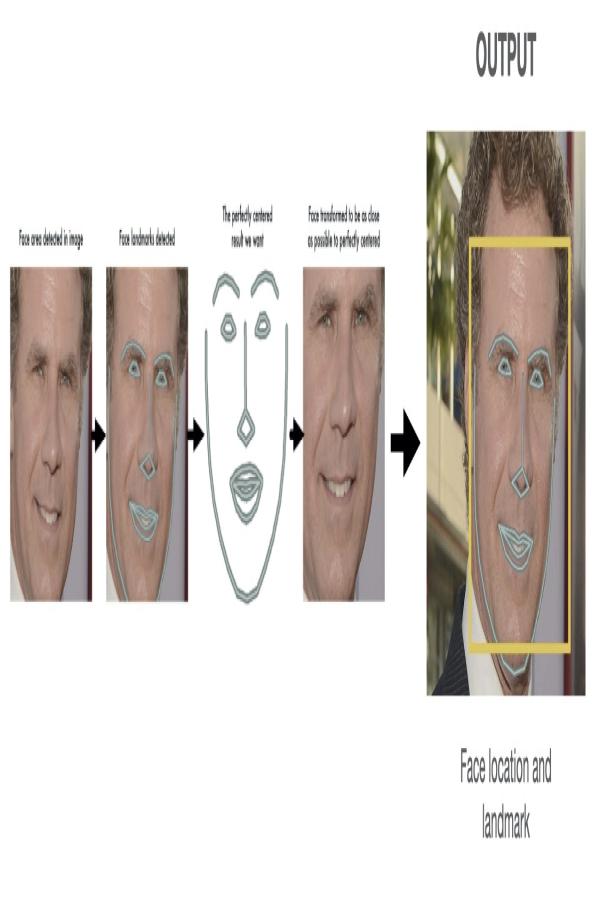 OUTPUT
Face area detected in image
Face landmarks detected
The perfectly centered
result we want
Face transformed to be as close
as possible to perfectly centered
Face location and
landmark